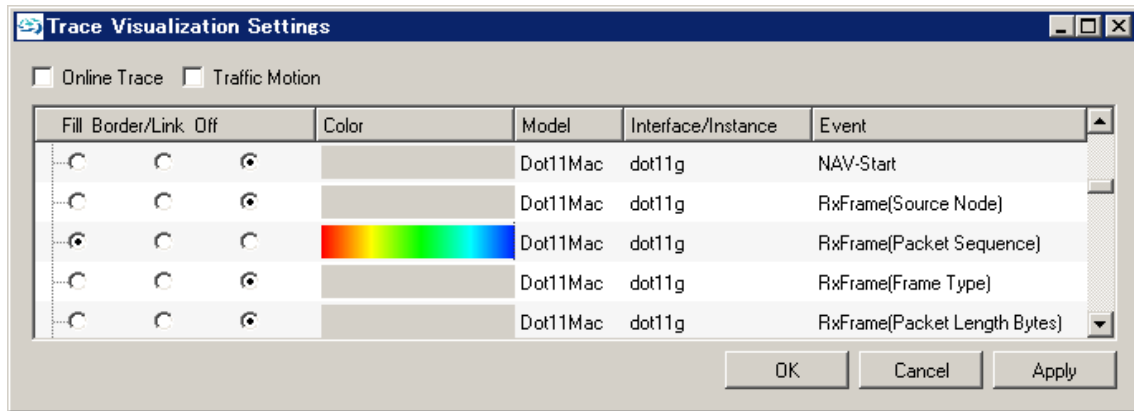 Trace Visualization Settings
Online Trace Traffic Motion
Fill Border/Link Off Color Model Interface/Instance Event
Dot11Mac dot11g NAV-Start
Dot11Mac dot11g RxFrame(Source Node)
Dot11Mac dot11g RxFrame(Packet Sequence)
Dot11Mac dot11g RxFrame(Frame Type)
Dot11Mac dot11g RxFrame(Packet Length Bytes)
OK Cancel Apply